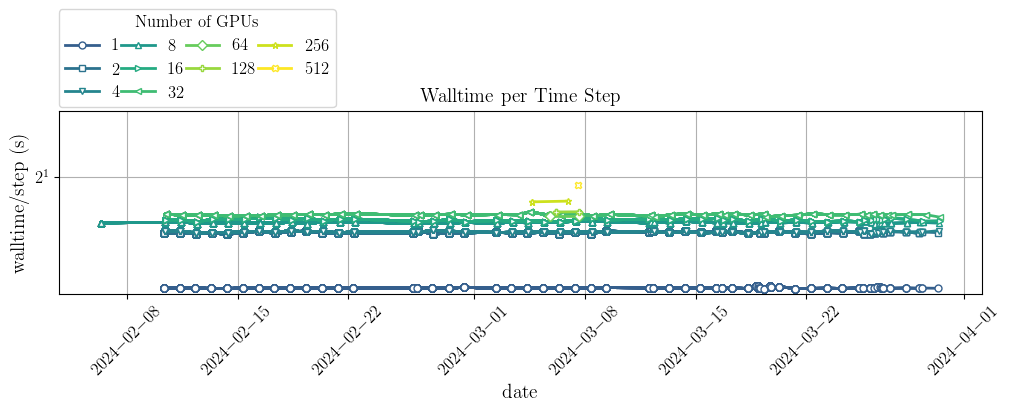 Number of GPUs
1 8 64 256
2 16 128 512
4 32
Walltime per Time Step
walltime/step (s)
2¹
2024−02−08 2024−02−15 2024−02−22 2024−03−01 2024−03−08 2024−03−15 2024−03−22 2024−04−01
date